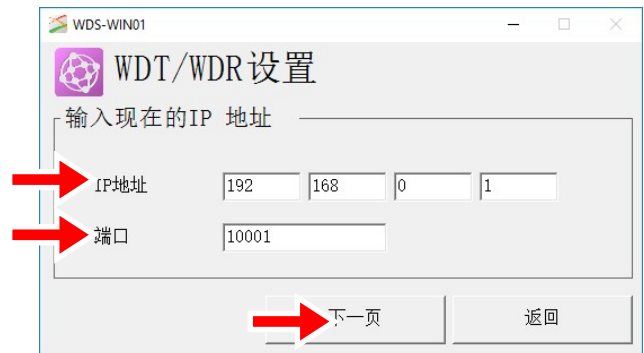 WDS-WIN01
WDT/WDR设置
输入现在的IP 地址
IP地址 192 168 0 1
端口 10001
下一页 返回